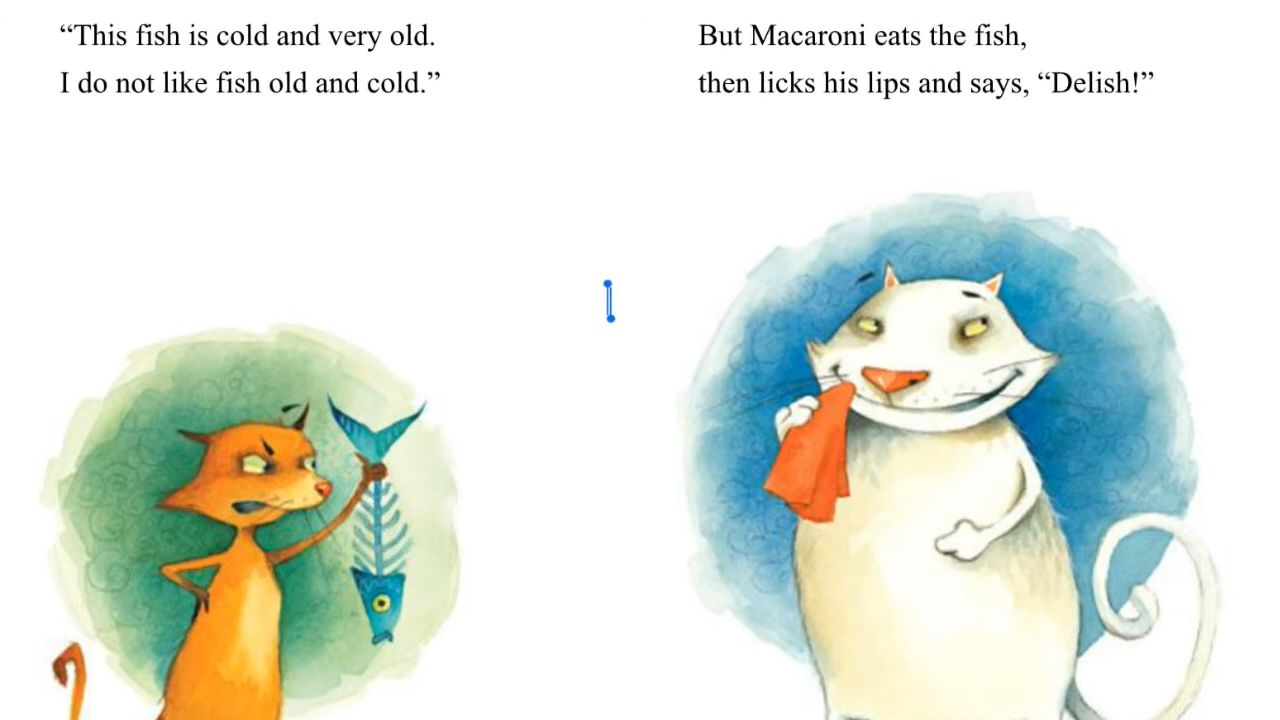 “This fish is cold and very old.
I do not like fish old and cold.”
But Macaroni eats the fish,
then licks his lips and says, “Delish!”